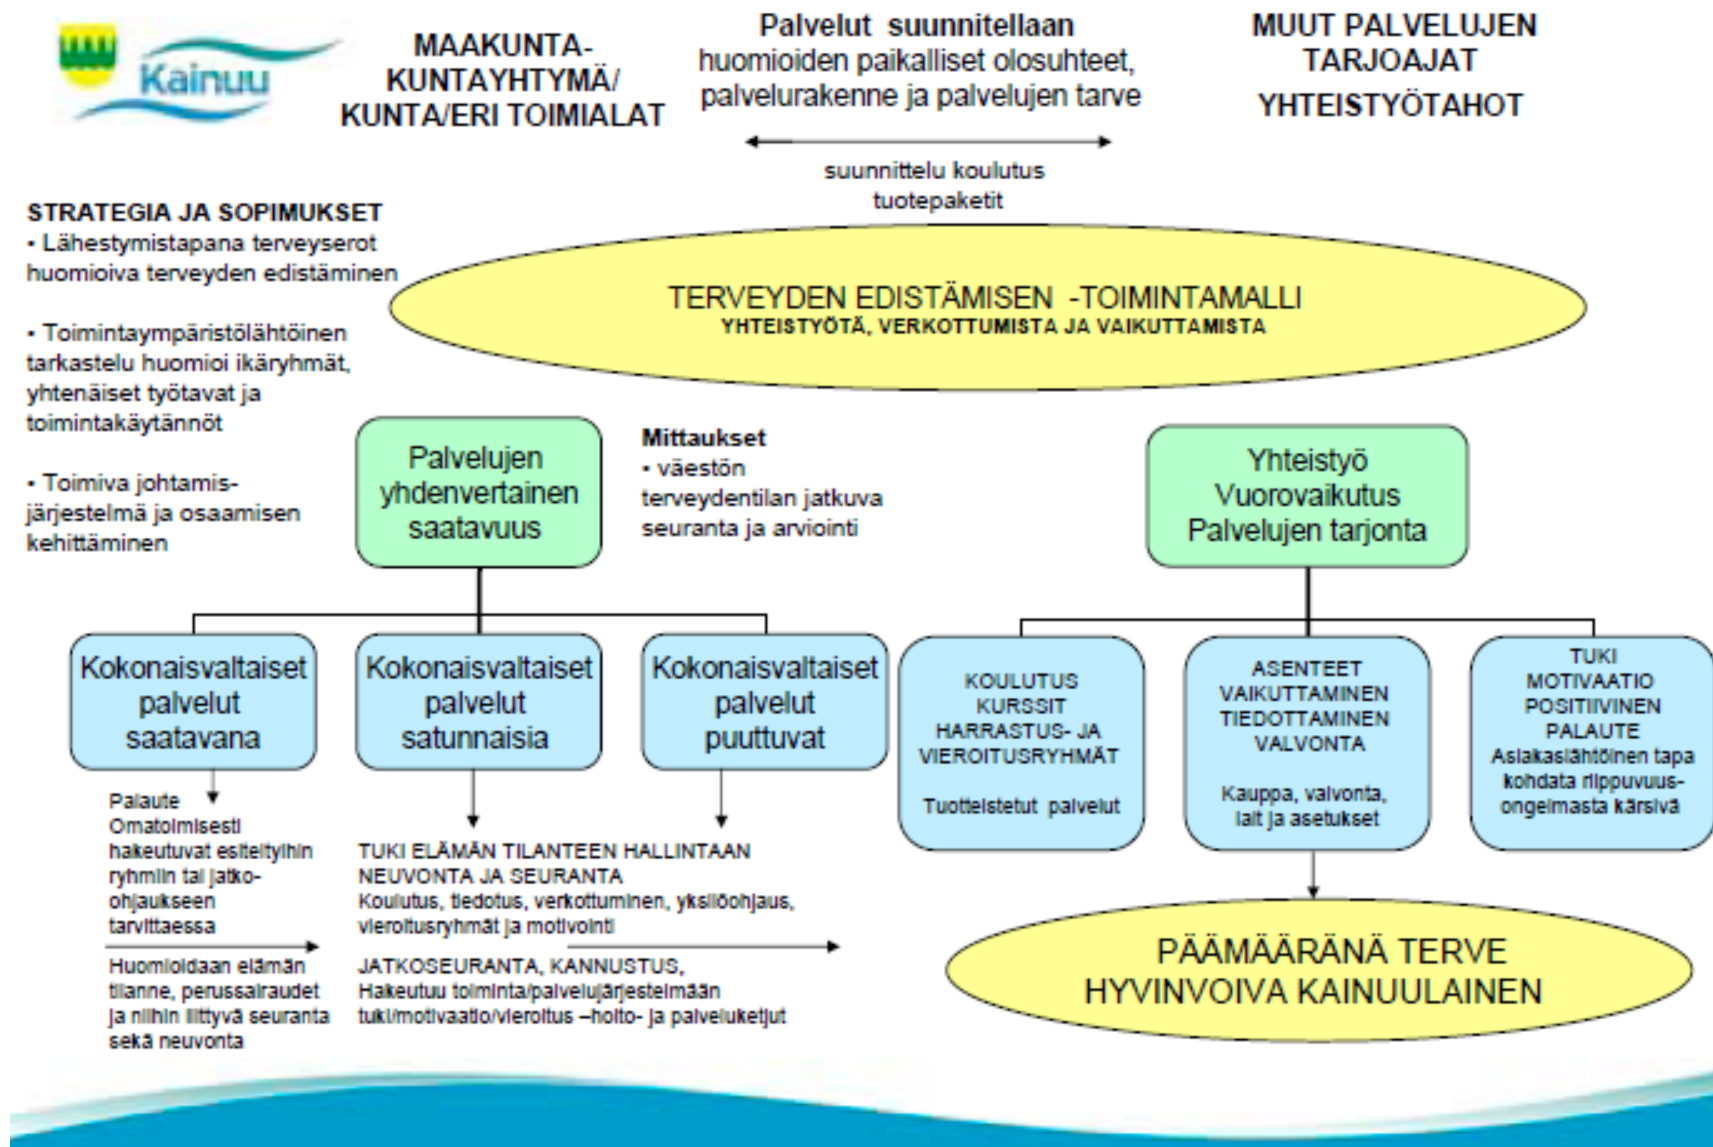 Kainuu
MAAKUNTA-
KUNTAYHTYMÄ/
KUNTA/ERI TOIMIALAT
Palvelut suunnitellaan
huomioiden paikalliset olosuhteet,
palvelurakenne ja palvelujen tarve
MUUT PALVELUJEN
TARJOAJAT
YHTEISTYÖTAHOT
suunnittelu koulutus
tuotepaketit
STRATEGIA JA SOPIMUKSET
• Lähestymistapana terveyserot
huomioiva terveyden edistäminen
• Toimintaympäristölähtöinen
tarkastelu huomioi ikäryhmät,
yhtenäiset työtavat ja
toimintakäytännöt
• Toimiva johtamis-
järjestelmä ja osaamisen
kehittäminen
TERVEYDEN EDISTÄMISEN -TOIMINTAMALLI
YHTEISTYÖTÄ, VERKOTTUMISTA JA VAIKUTTAMISTA
Palvelujen
yhdenvertainen
saatavuus
Mittaukset
• väestön
terveydentilan jatkuva
seuranta ja arviointi
Yhteistyö
Vuorovaikutus
Palvelujen tarjonta
Kokonaisvaltaiset
palvelut
saatavana
Kokonaisvaltaiset
palvelut
satunnaisia
Kokonaisvaltaiset
palvelut
puuttuvat
KOULUTUS
KURSSIT
HARRASTUS- JA
VIEROITUSRYHMÄT
Tuotteistetut palvelut
ASENTEET
VAIKUTTAMINEN
TIEDOTTAMINEN
VALVONTA
Kauppa, valvonta,
lait ja asetukset
TUKI
MOTIVAATIO
POSITIIVINEN
PALAUTE
Asiakaslähtöinen tapa
kohdata riippuvuus-
ongelmasta kärsivä
Palaute
Omatoimisesti
hakeutuvat esiteltyihin
ryhmiin tai jatko-
ohjaukseen
tarvittaessa
Huomioidaan elämän
tilanne, perussairaudet
ja niihin liittyvä seuranta
sekä neuvonta
TUKI ELÄMÄN TILANTEEN HALLINTAAN
NEUVONTA JA SEURANTA
Koulutus, tiedotus, verkottuminen, yksilöohjaus,
vieroitusryhmät ja motivointi
JATKOSEURANTA, KANNUSTUS,
Hakeutuu toiminta/palvelujärjestelmään
tuki/motivaatio/vieroitus –hoito- ja palveluketjut
PÄÄMÄÄRÄNÄ TERVE
HYVINVOIVA KAINUULAINEN